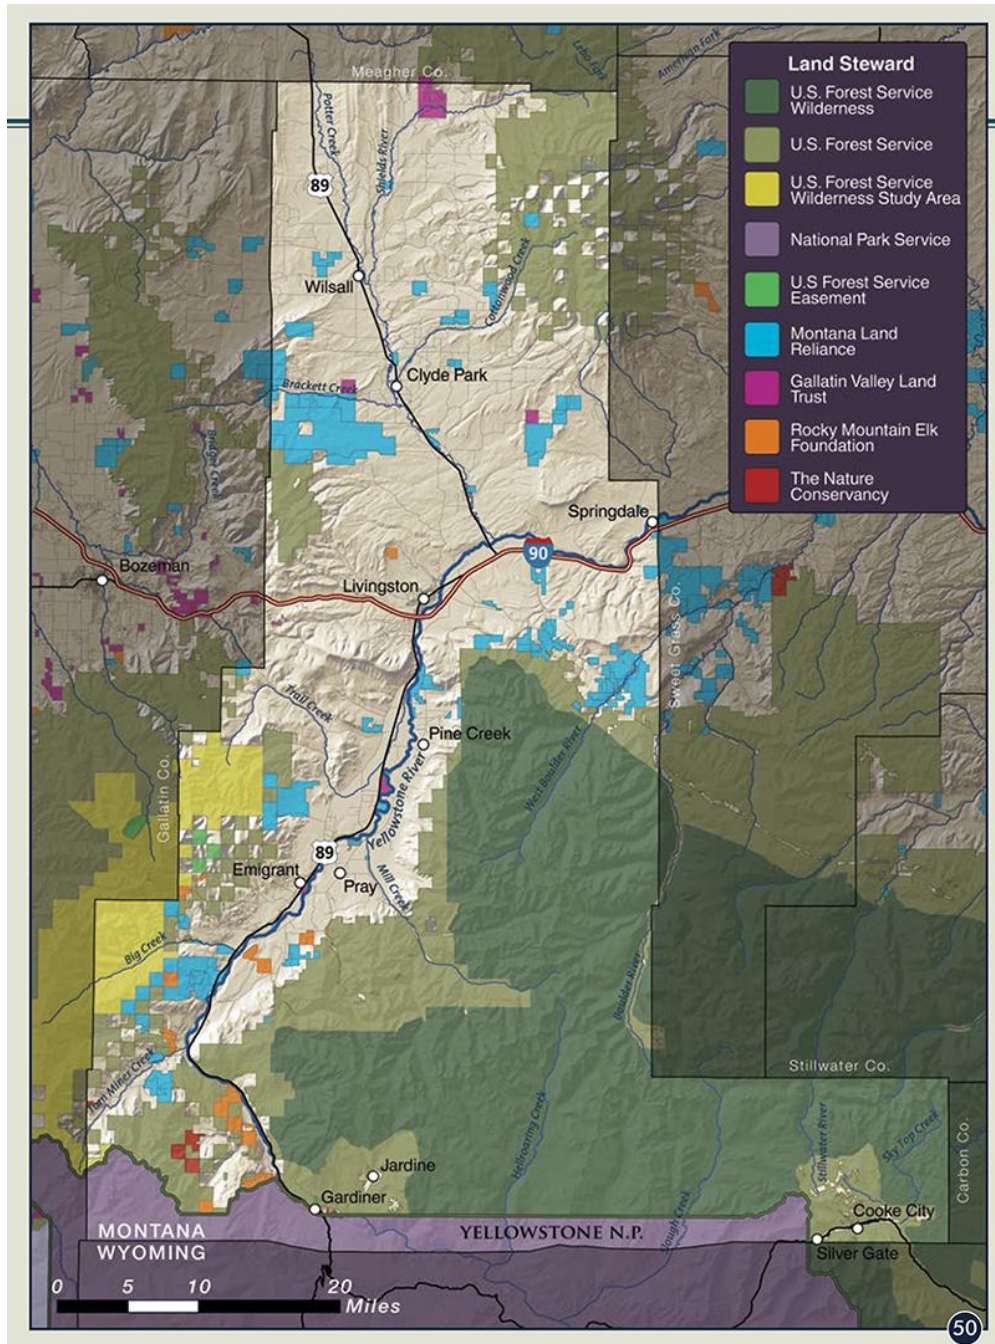 Meagher Co.
Lebo Fork
American Fork
Potter Creek
Shields River
89
Wilsall
Cottonwood Creek
Clyde Park
Brackett Creek
Bridger Creek
Land Steward
U.S. Forest Service
Wilderness
U.S. Forest Service
U.S. Forest Service
Wilderness Study Area
National Park Service
U.S Forest Service
Easement
Montana Land
Reliance
Gallatin Valley Land
Trust
Rocky Mountain Elk
Foundation
The Nature
Conservancy
Springdale
90
Bozeman
Livingston
Sweet Grass Co.
Trail Creek
Pine Creek
Gallatin Co.
Yellowstone River
West Boulder River
89
Emigrant
Pray
Mill Creek
Big Creek
Boulder River
Tom Miner Creek
Stillwater Co.
Hellroaring Creek
Stillwater River
Sky Top Creek
Carbon Co.
Jardine
Gardiner
Slough Creek
Cooke City
Silver Gate
MONTANA
WYOMING
YELLOWSTONE N.P.
0 5 10 20
Miles
50